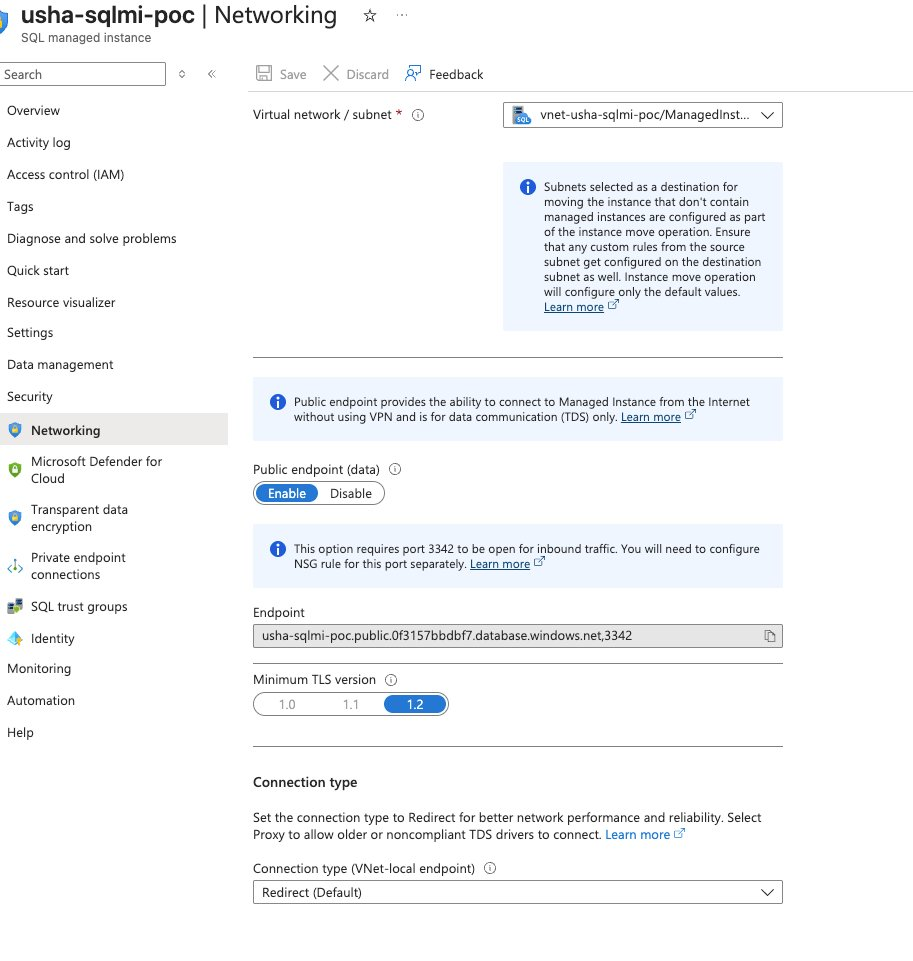 usha-sqlmi-poc | Networking
SQL managed instance
Search
Save
Discard
Feedback
Overview
Activity log
Access control (IAM)
Tags
Diagnose and solve problems
Quick start
Resource visualizer
Settings
Data management
Security
Networking
Microsoft Defender for
Cloud
Transparent data
encryption
Private endpoint
connections
SQL trust groups
Identity
Monitoring
Automation
Help
Virtual network / subnet *
SQL
vnet-usha-sqlmi-poc/ManagedInst...
Subnets selected as a destination for
moving the instance that don't contain
managed instances are configured as part
of the instance move operation. Ensure
that any custom rules from the source
subnet get configured on the destination
subnet as well. Instance move operation
will configure only the default values.
Learn more
Public endpoint provides the ability to connect to Managed Instance from the Internet
without using VPN and is for data communication (TDS) only. Learn more
Public endpoint (data)
Enable Disable
This option requires port 3342 to be open for inbound traffic. You will need to configure
NSG rule for this port separately. Learn more
Endpoint
usha-sqlmi-poc.public.0f3157bbdbf7.database.windows.net,3342
Minimum TLS version
1.0 1.1 1.2
Connection type
Set the connection type to Redirect for better network performance and reliability. Select
Proxy to allow older or noncompliant TDS drivers to connect. Learn more
Connection type (VNet-local endpoint)
Redirect (Default)